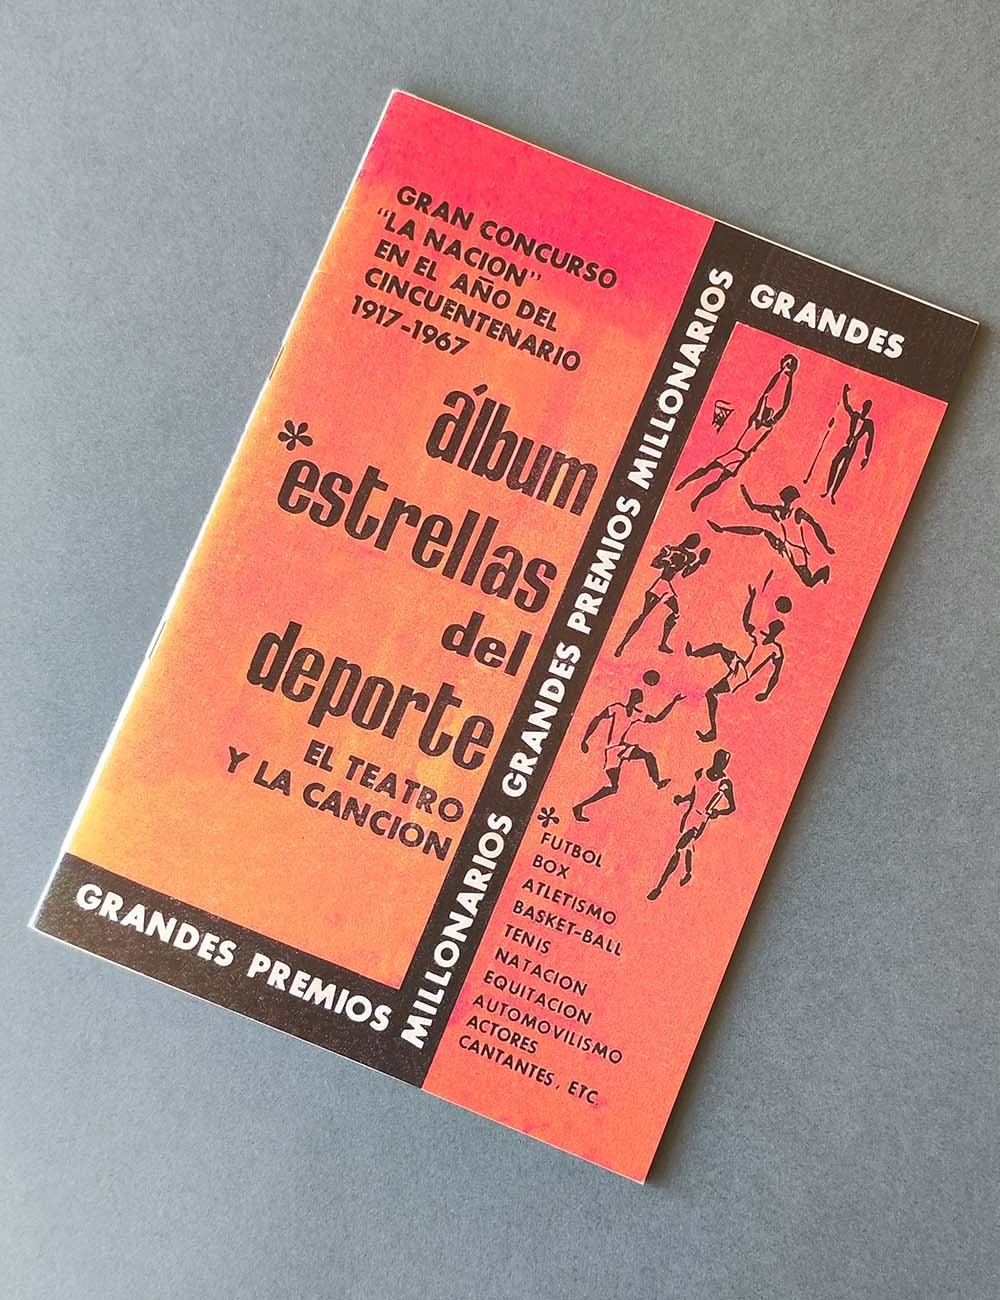 GRAN CONCURSO
"LA NACION"
EN EL AÑO DEL
CINCUENTENARIO
1917-1967
álbum
*estrellas
del
deporte
EL TEATRO
Y LA CANCION
GRANDES PREMIOS
MILLONARIOS GRANDES PREMIOS MILLONARIOS
GRANDES
*
FUTBOL
BOX
ATLETISMO
BASKET-BALL
TENIS
NATACION
EQUITACION
AUTOMOVILISMO
ACTORES
CANTANTES, ETC.